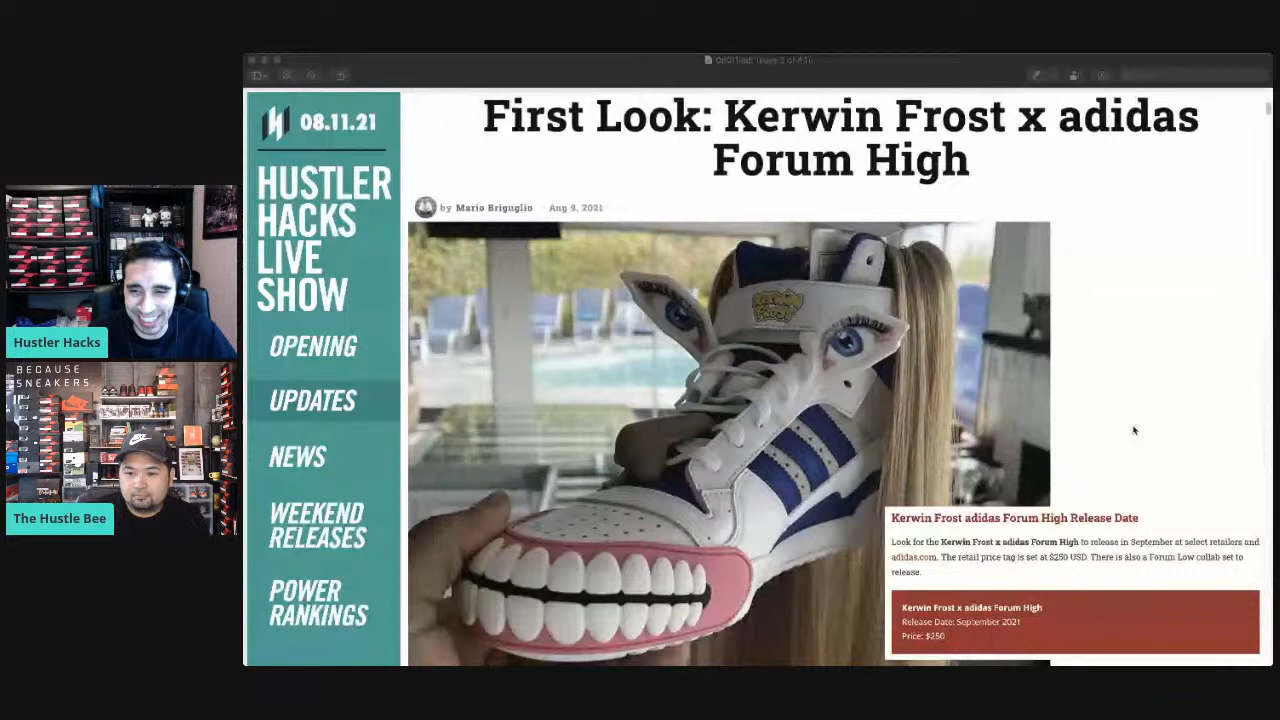 08.11.21
HUSTLER
HACKS
LIVE
SHOW
OPENING
UPDATES
NEWS
WEEKEND
RELEASES
POWER
RANKINGS
First Look: Kerwin Frost x adidas
Forum High
by Mario Briguglio Aug 9, 2021
KERWIN
FROST
Kerwin Frost adidas Forum High Release Date
Look for the Kerwin Frost x adidas Forum High to release in September at select retailers and
adidas.com. The retail price tag is set at $250 USD. There is also a Forum Low collab set to
release.
Kerwin Frost x adidas Forum High
Release Date: September 2021
Price: $250
Hustler Hacks
BECAUSE
SNEAKERS.
The Hustle Bee